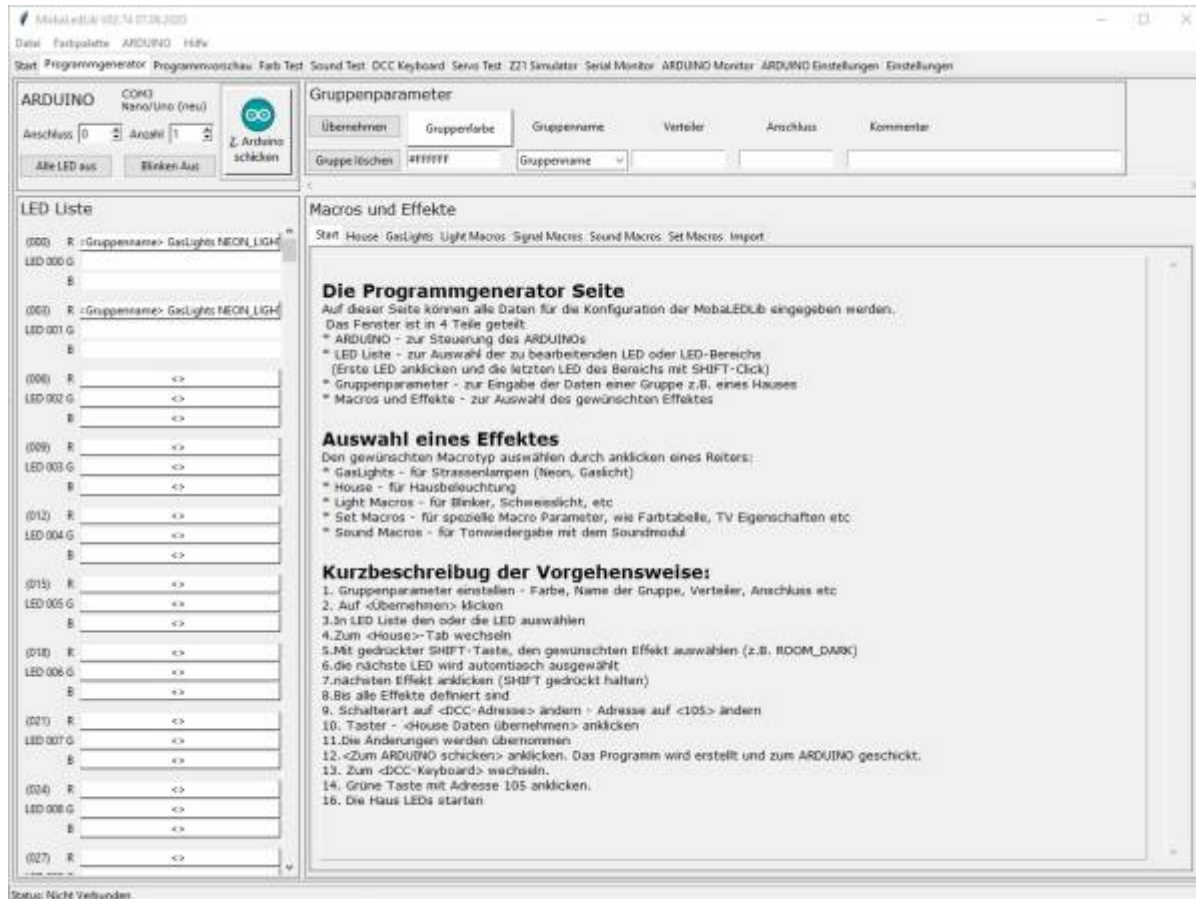 MobaLedLib V02.74 07.06.2020
Datei Farbpalette ARDUINO Hilfe
Start Programmgenerator Programmvorschau Farb Test Sound Test DCC Keyboard Servo Test Z21 Simulator Serial Monitor ARDUINO Monitor ARDUINO Einstellungen Einstellungen
ARDUINO COM3
Nano/Uno (neu)
Anschluss 0 Anzahl 1
Z. Arduino
schicken
Alle LED aus Blinken Aus
Gruppenparameter
Übernehmen Gruppenfarbe Gruppenname Verteiler Anschluss Kommentar
Gruppe löschen #FFFFFF Gruppenname
LED Liste
(000) R <Gruppenname> GasLights NEON_LIGH
LED 000 G
B
(003) R <Gruppenname> GasLights NEON_LIGH
LED 001 G
B
(006) R <>
LED 002 G <>
B <>
(009) R <>
LED 003 G <>
B <>
(012) R <>
LED 004 G <>
B <>
(015) R <>
LED 005 G <>
B <>
(018) R <>
LED 006 G <>
B <>
(021) R <>
LED 007 G <>
B <>
(024) R <>
LED 008 G <>
B <>
(027) R <>
Macros und Effekte
Start House GasLights Light Macros Signal Macros Sound Macros Set Macros Import
Die Programmgenerator Seite
Auf dieser Seite können alle Daten für die Konfiguration der MobaLEDLib eingegeben werden.
Das Fenster ist in 4 Teile geteilt
* ARDUINO - zur Steuerung des ARDUINOs
* LED Liste - zur Auswahl der zu bearbeitenden LED oder LED-Bereichs
(Erste LED anklicken und die letzten LED des Bereichs mit SHIFT-Click)
* Gruppenparameter - zur Eingabe der Daten einer Gruppe z.B. eines Hauses
* Macros und Effekte - zur Auswahl des gewünschten Effektes
Auswahl eines Effektes
Den gewünschten Macrotyp auswählen durch anklicken eines Reiters:
* GasLights - für Strassenlampen (Neon, Gaslicht)
* House - für Hausbeleuchtung
* Light Macros - für Blinker, Schweisslicht, etc
* Set Macros - für spezielle Macro Parameter, wie Farbtabelle, TV Eigenschaften etc
* Sound Macros - für Tonwiedergabe mit dem Soundmodul
Kurzbeschreibug der Vorgehensweise:
1. Gruppenparameter einstellen - Farbe, Name der Gruppe, Verteiler, Anschluss etc
2. Auf <Übernehmen> klicken
3.In LED Liste den oder die LED auswählen
4.Zum <House>-Tab wechseln
5.Mit gedrückter SHIFT-Taste, den gewünschten Effekt auswählen (z.B. ROOM_DARK)
6.die nächste LED wird automtiasch ausgewählt
7.nächsten Effekt anklicken (SHIFT gedrückt halten)
8.Bis alle Effekte definiert sind
9. Schalterart auf <DCC-Adresse> ändern - Adresse auf <105> ändern
10. Taster - <House Daten übernehmen> anklicken
11.Die Änderungen werden übernommen
12.<Zum ARDUINO schicken> anklicken. Das Programm wird erstellt und zum ARDUINO geschickt.
13. Zum <DCC-Keyboard> wechseln.
14. Grüne Taste mit Adresse 105 anklicken.
16. Die Haus LEDs starten
Status: Nicht Verbunden